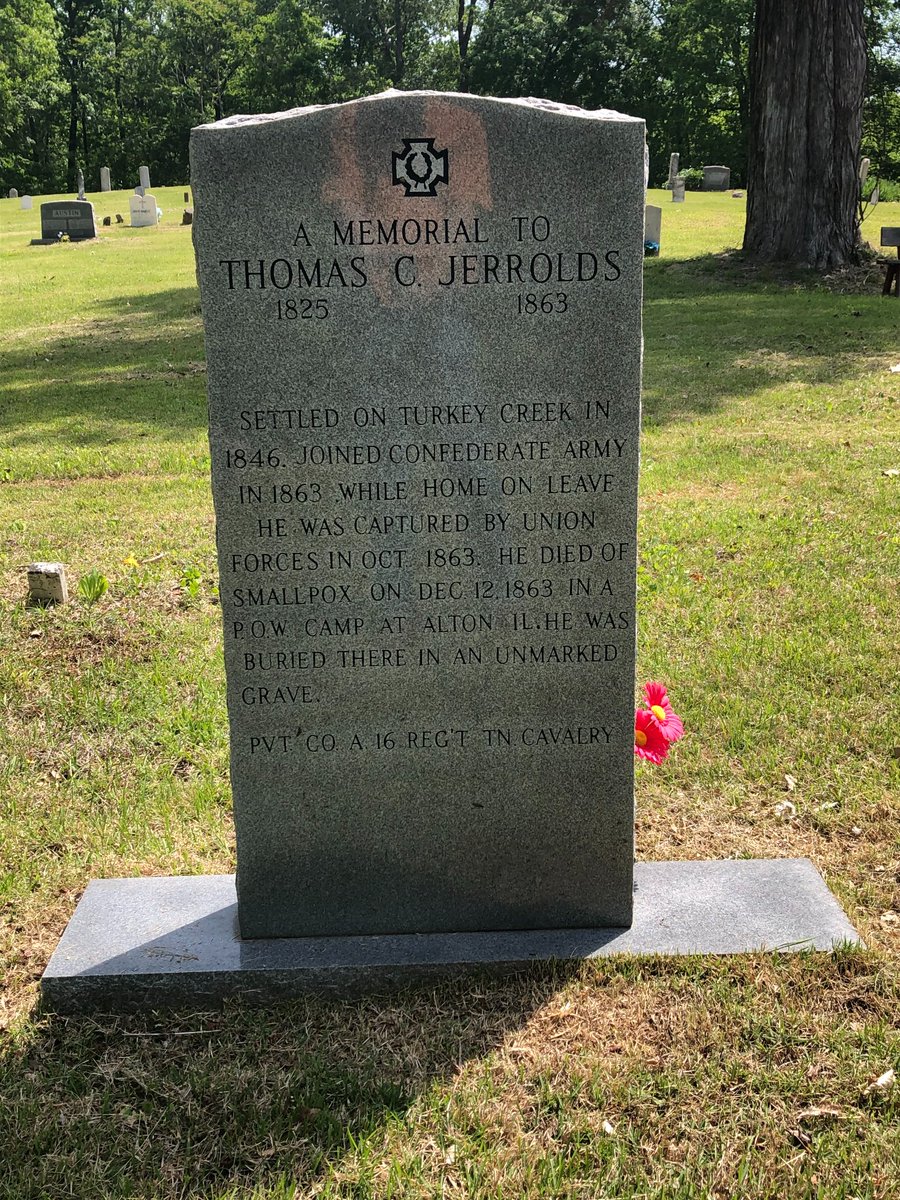 A MEMORIAL TO
THOMAS C. JERROLDS
1825 1863
SETTLED ON TURKEY CREEK IN
1846. JOINED CONFEDERATE ARMY
IN 1863 WHILE HOME ON LEAVE
HE WAS CAPTURED BY UNION
FORCES IN OCT. 1863 HE DIED OF
SMALLPOX ON DEC. 12, 1863 IN A
P.O.W. CAMP AT ALTON IL. HE WAS
BURIED THERE IN AN UNMARKED
GRAVE.
PVT. CO. A. 16 REG'T TN. CAVALRY
AUSTIN